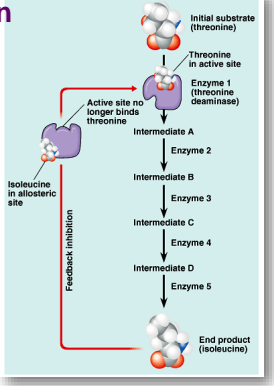 n
Initial substrate
(threonine)
Threonine
in active site
Enzyme 1
(threonine
deaminase)
Active site no
longer binds
threonine
Isoleucine
in allosteric
site
Intermediate A
Enzyme 2
Intermediate B
Enzyme 3
Intermediate C
Enzyme 4
Intermediate D
Enzyme 5
Feedback inhibition
End product
(isoleucine)